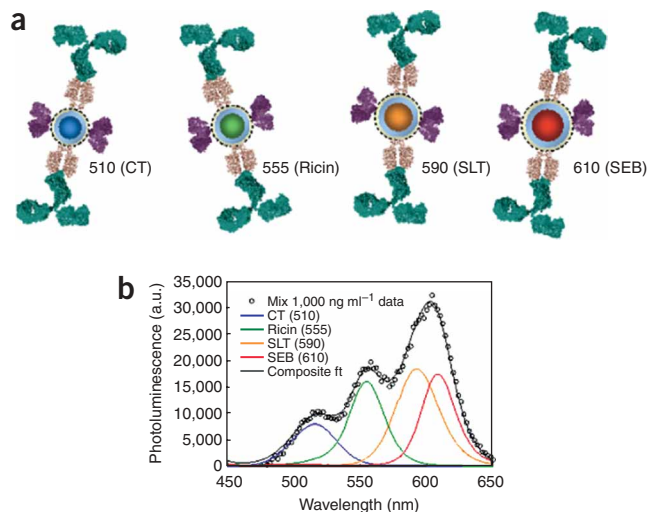 a
510 (CT)
555 (Ricin)
590 (SLT)
610 (SEB)
b
35,000
30,000
25,000
20,000
15,000
10,000
5,000
0
Photoluminescence (a.u.)
Mix 1,000 ng ml⁻¹ data
CT (510)
Ricin (555)
SLT (590)
SEB (610)
Composite ft
450
500
550
600
650
Wavelength (nm)